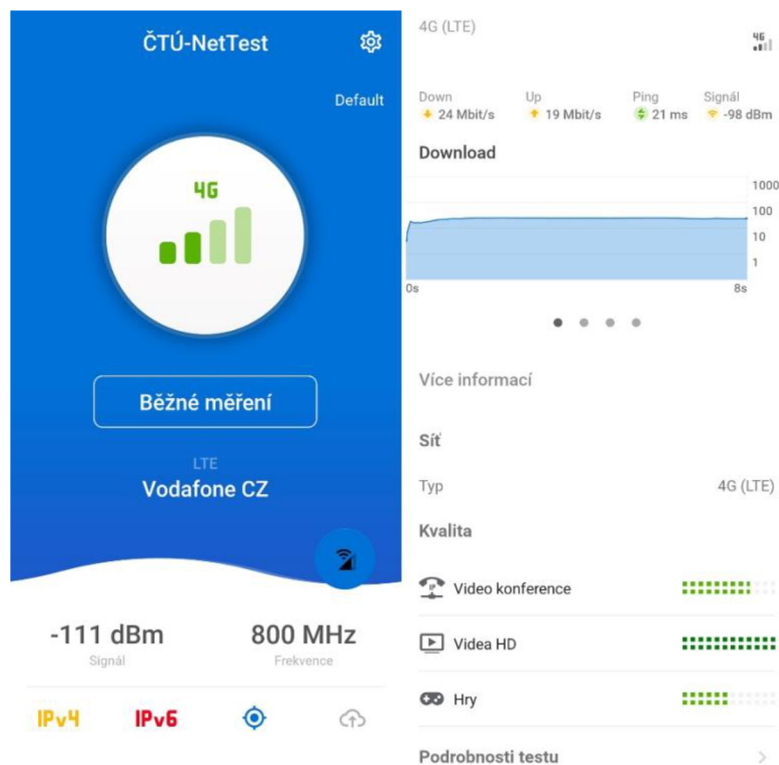 ČTÚ-NetTest
Default
4G
Běžné měření
LTE
Vodafone CZ
-111 dBm
800 MHz
Signál
Frekvence
IPv4
IPv6
4G (LTE)
4G
Down
Up
Ping
Signál
24 Mbit/s
19 Mbit/s
21 ms
-98 dBm
Download
1000
100
10
1
0s
8s
Více informací
Síť
Typ
4G (LTE)
Kvalita
IP
Video konference
Videa HD
Hry
Podrobnosti testu